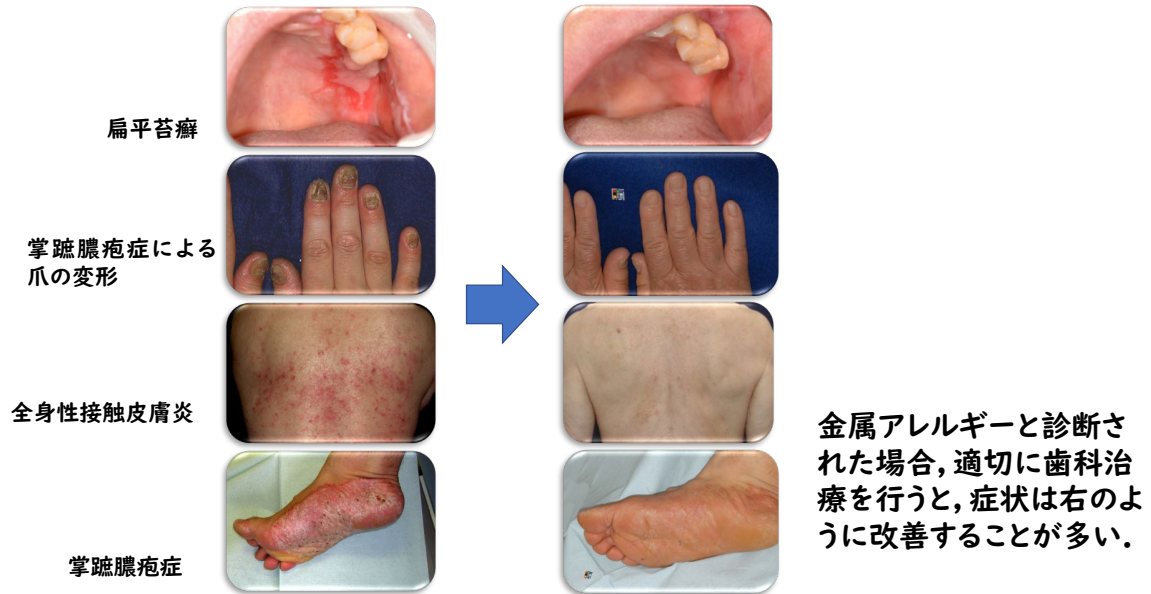 扁平苔癬
掌蹠膿疱症による
爪の変形
全身性接触皮膚炎
掌蹠膿疱症
金属アレルギーと診断さ
れた場合,適切に歯科治
療を行うと,症状は右のよ
うに改善することが多い.